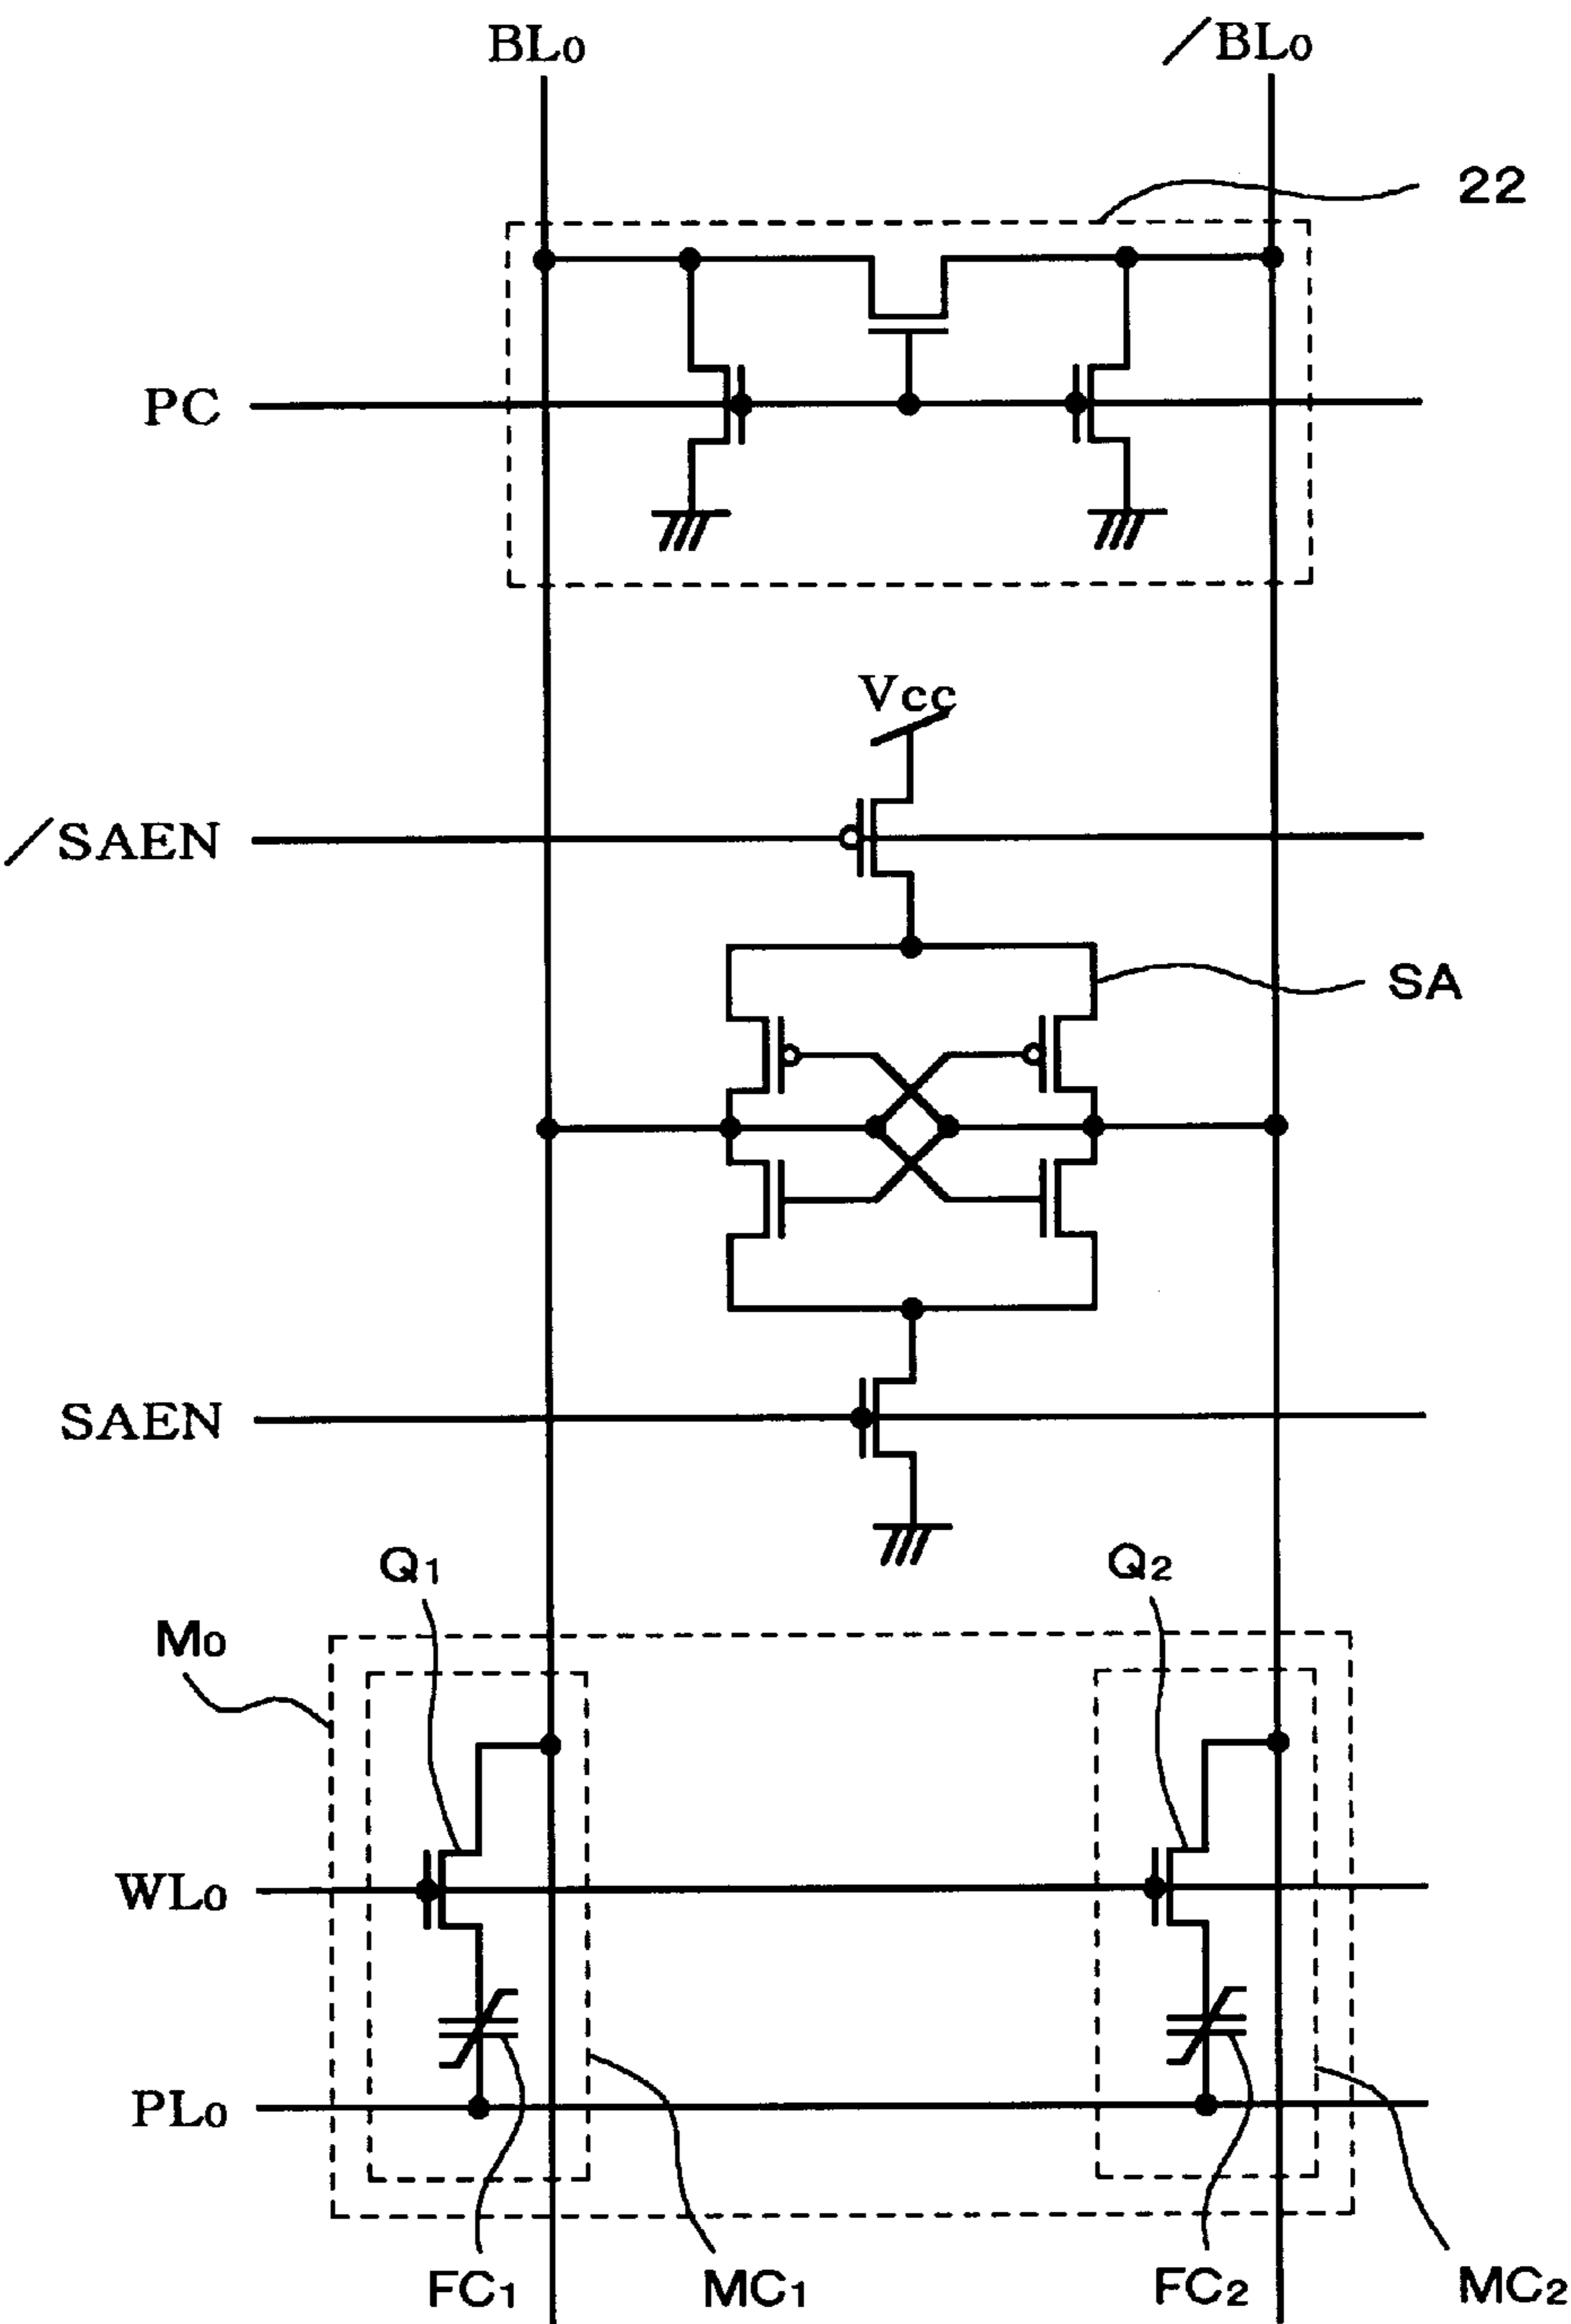 BL0
/BL0
22
PC
Vcc
/SAEN
SA
SAEN
Q1
Q2
M0
WL0
PL0
FC1
MC1
FC2
MC2